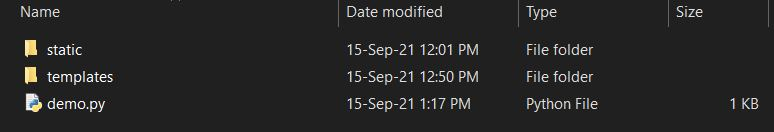 Name Date modified Type Size
static 15-Sep-21 12:01 PM File folder
templates 15-Sep-21 12:50 PM File folder
demo.py 15-Sep-21 1:17 PM Python File 1 KB